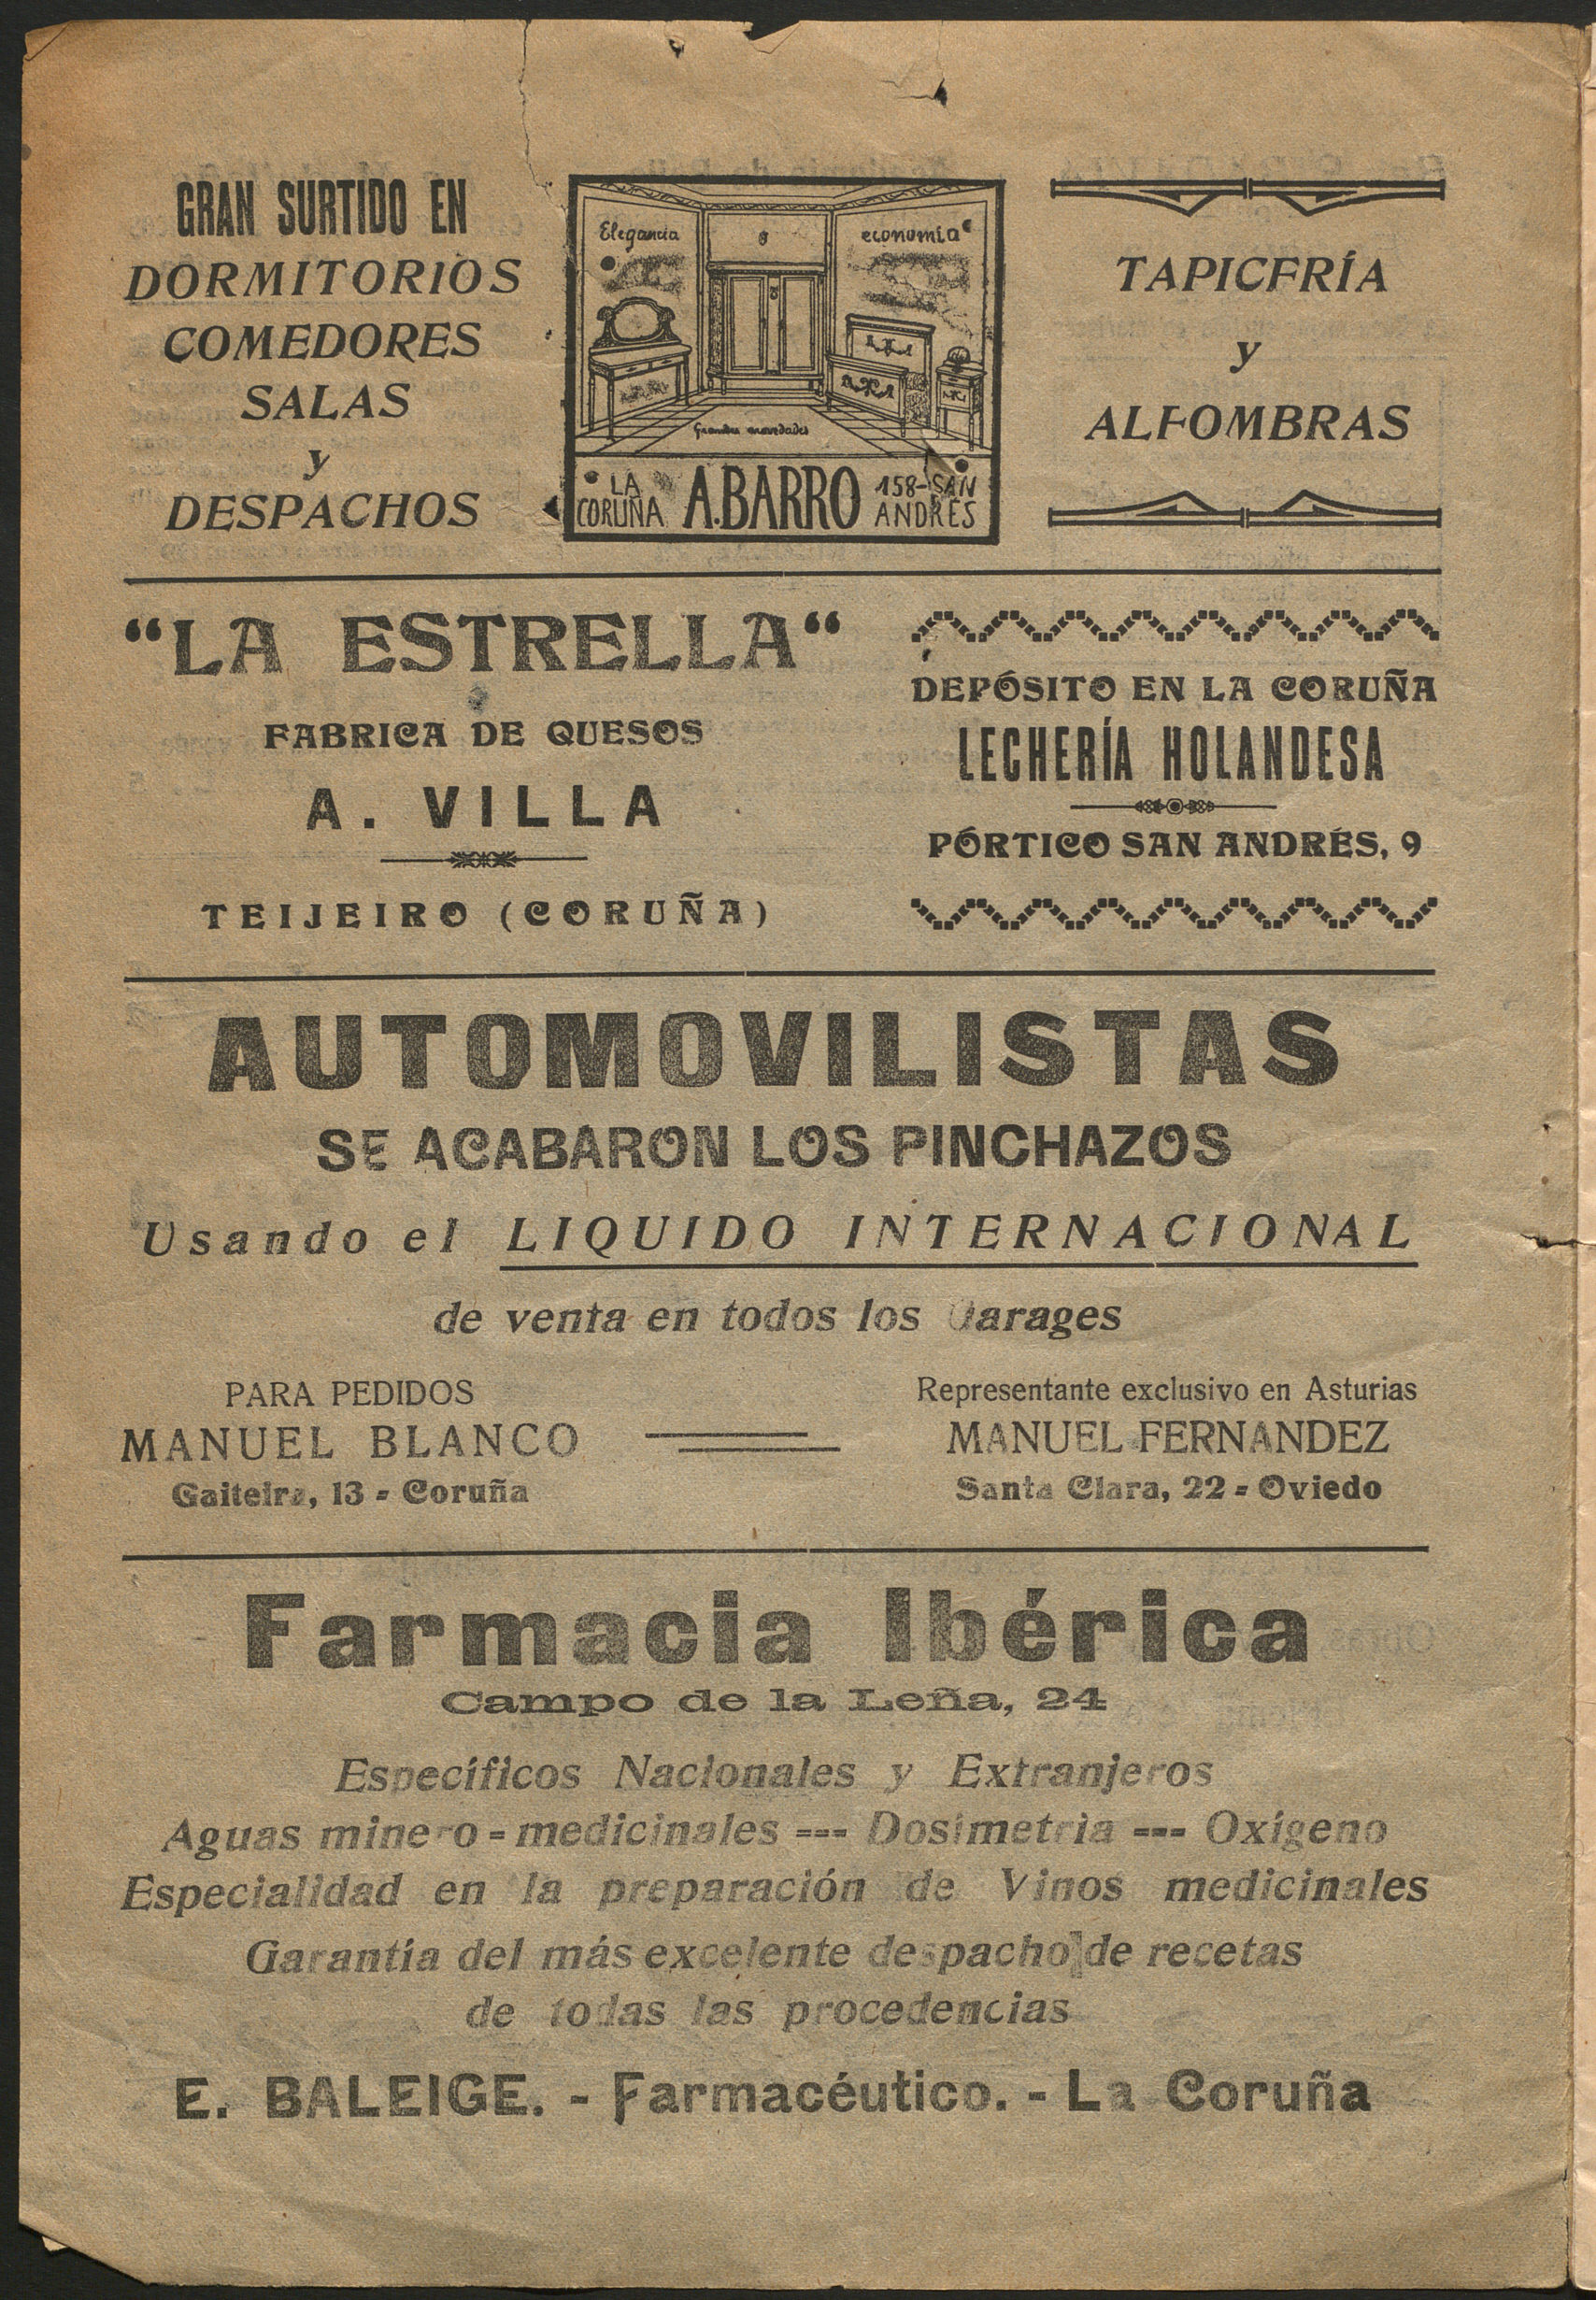 GRAN SURTIDO EN
DORMITORIOS
COMEDORES
SALAS
y
DESPACHOS
Elegancia y economía
Grandes novedades
LA CORUÑA A.BARRO 158-SAN ANDRÉS
TAPICERÍA
y
ALFOMBRAS
"LA ESTRELLA"
FABRICA DE QUESOS
A. VILLA
TEIJEIRO (CORUÑA)
DEPÓSITO EN LA CORUÑA
LECHERÍA HOLANDESA
PÓRTICO SAN ANDRÉS, 9
AUTOMOVILISTAS
SE ACABARON LOS PINCHAZOS
Usando el LIQUIDO INTERNACIONAL
de venta en todos los Garages
PARA PEDIDOS
MANUEL BLANCO
Gaiteira, 13 - Coruña
Representante exclusivo en Asturias
MANUEL FERNANDEZ
Santa Clara, 22 - Oviedo
Farmacia Ibérica
Campo de la Leña, 24
Específicos Nacionales y Extranjeros
Aguas minero-medicinales --- Dosimetría --- Oxígeno
Especialidad en la preparación de Vinos medicinales
Garantía del más excelente despacho de recetas
de todas las procedencias
E. BALEIGE. - Farmacéutico. - La Coruña